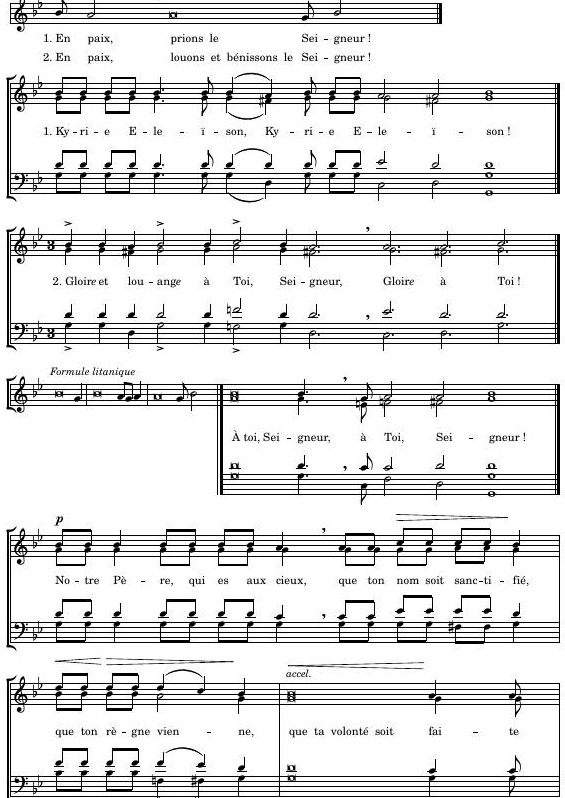 1. En paix, prions le Sei - gneur !
2. En paix, louons et bénissons le Sei - gneur !
1. Ky - ri - e E - le - ï - son, Ky - ri - e E - le - ï - son !
3
2. Gloire et lou - ange à Toi, Sei - gneur, Gloire à Toi !
3
Formule litanique
À toi, Sei - gneur, à Toi, Sei - gneur !
p
No - tre Pè - re, qui es aux cieux, que ton nom soit sanc - ti - fié,
accel.
que ton rè - gne vien - ne, que ta volonté soit fai - te